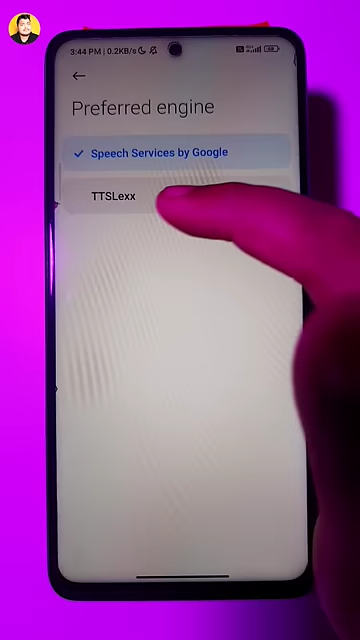 3:44 PM | 0.2KB/s
Preferred engine
Speech Services by Google
TTSLexx